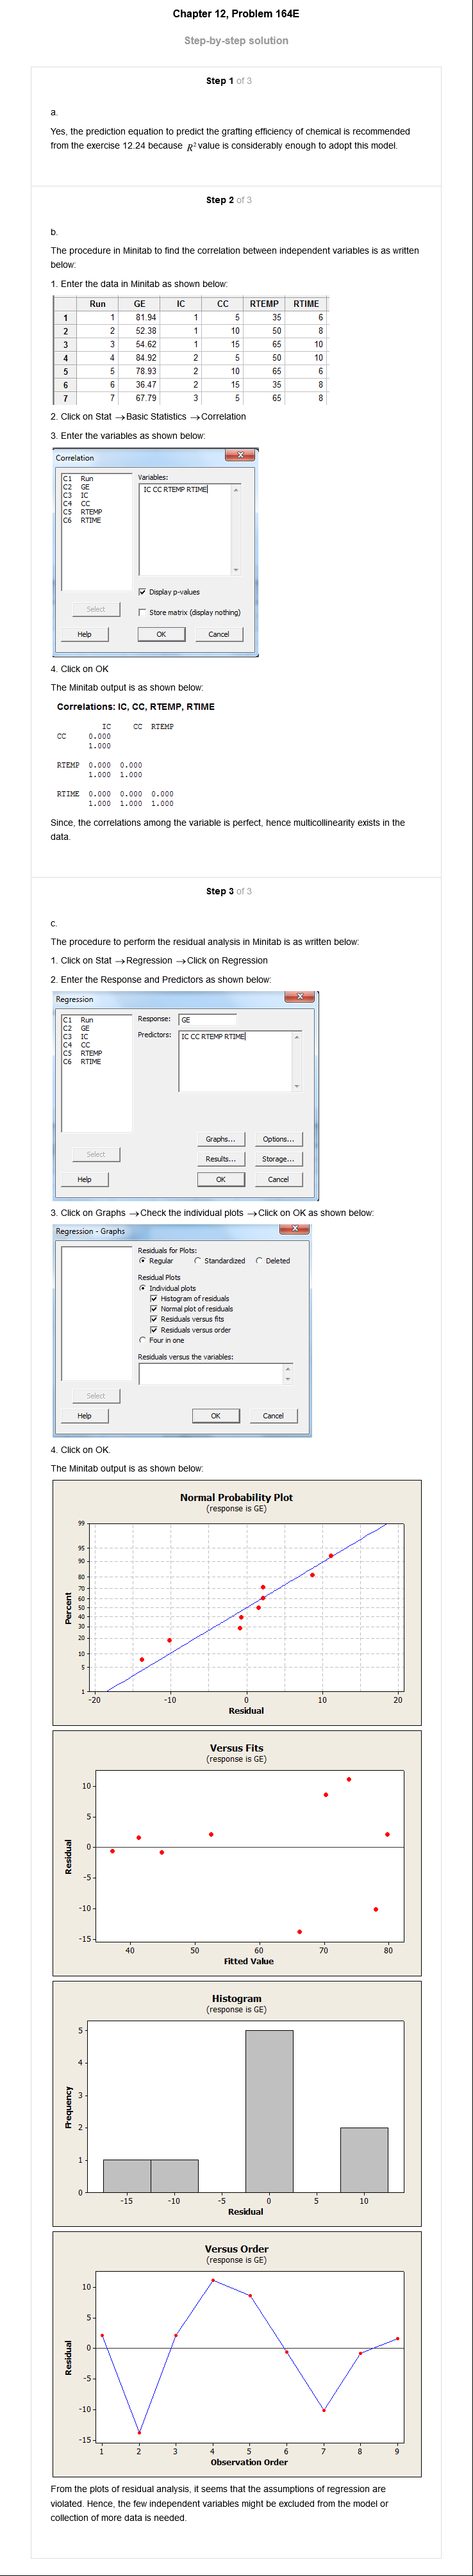 Chapter 12, Problem 164E
Step-by-step solution
Step 1 of 3
a.
Yes, the prediction equation to predict the grafting efficiency of chemical is recommended
from the exercise 12.24 because R² value is considerably enough to adopt this model.
Step 2 of 3
b.
The procedure in Minitab to find the correlation between independent variables is as written
below:
1. Enter the data in Minitab as shown below:
Run GE IC CC RTEMP RTIME
1 1 81.94 1 5 35 6
2 2 52.38 1 10 50 8
3 3 54.62 1 15 65 10
4 4 84.92 2 5 50 10
5 5 78.93 2 10 65 6
6 6 36.47 2 15 35 8
7 7 67.79 3 5 65 8
2. Click on Stat → Basic Statistics → Correlation
3. Enter the variables as shown below:
Correlation
x
C1 Run
C2 GE
C3 IC
C4 CC
C5 RTEMP
C6 RTIME
Variables:
IC CC RTEMP RTIME
Display p-values
Select
Store matrix (display nothing)
Help
OK
Cancel
4. Click on OK
The Minitab output is as shown below:
Correlations: IC, CC, RTEMP, RTIME
IC CC RTEMP
CC 0.000
1.000
RTEMP 0.000 0.000
1.000 1.000
RTIME 0.000 0.000 0.000
1.000 1.000 1.000
Since, the correlations among the variable is perfect, hence multicollinearity exists in the
data.
Step 3 of 3
c.
The procedure to perform the residual analysis in Minitab is as written below:
1. Click on Stat → Regression → Click on Regression
2. Enter the Response and Predictors as shown below:
Regression
x
C1 Run
C2 GE
C3 IC
C4 CC
C5 RTEMP
C6 RTIME
Response: GE
Predictors: IC CC RTEMP RTIME
Graphs...
Options...
Select
Results...
Storage...
Help
OK
Cancel
3. Click on Graphs → Check the individual plots → Click on OK as shown below:
Regression - Graphs
x
Residuals for Plots:
Regular Standardized Deleted
Residual Plots
Individual plots
Histogram of residuals
Normal plot of residuals
Residuals versus fits
Residuals versus order
Four in one
Residuals versus the variables:
Select
Help
OK
Cancel
4. Click on OK.
The Minitab output is as shown below:
Normal Probability Plot
(response is GE)
99
95
90
80
70
60
50
40
30
20
10
5
1
Percent
-20 -10 0 10 20
Residual
Versus Fits
(response is GE)
10
5
0
-5
-10
-15
Residual
40 50 60 70 80
Fitted Value
Histogram
(response is GE)
5
4
3
2
1
0
Frequency
-15 -10 -5 0 5 10
Residual
Versus Order
(response is GE)
10
5
0
-5
-10
-15
Residual
1 2 3 4 5 6 7 8 9
Observation Order
From the plots of residual analysis, it seems that the assumptions of regression are
violated. Hence, the few independent variables might be excluded from the model or
collection of more data is needed.